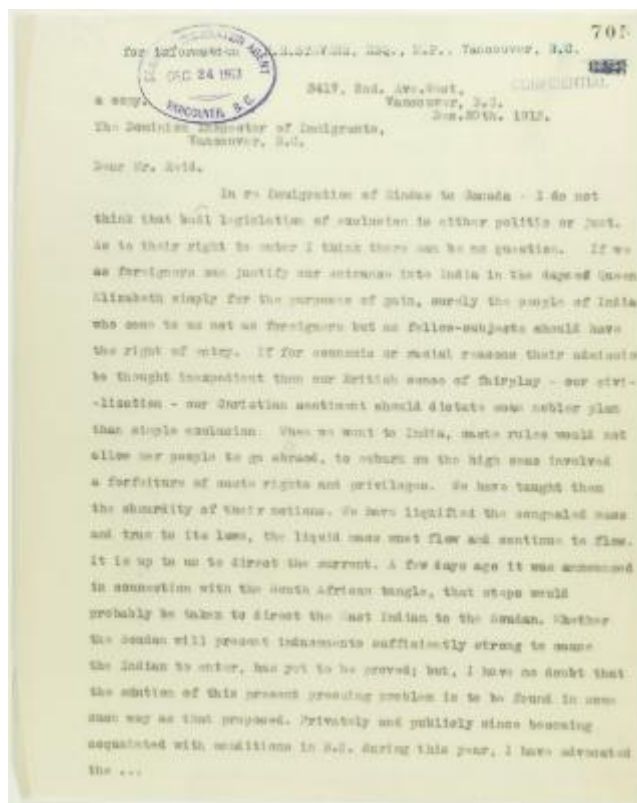 705
for information H.H.STEVENS, ESQ., M.P., Vancouver, B.C.
IMMIGRATION AGENT
DEC 24 1913
VANCOUVER, B.C.
CONFIDENTIAL
3419, 2nd. Ave.West,
a copy. Vancouver, B.C.
Dec.20th. 1913.
The Dominion Inspector of Immigrants,
Vancouver, B.C.
Dear Mr. Reid.
In re Immigration of Hindus to Canada - I do not
think that legislation of exclusion is either politic or just.
As to their right to enter I think there can be no question. If we
as foreigners can justify our entrance into India in the days of Queen
Elizabeth simply for the purposes of gain, surely the people of India
who come to us not as foreigners but as fellow-subjects should have
the right of entry. If for economic or racial reasons their admission
be thought inexpedient then our British sense of fairplay - our civi-
-lization - our Christian sentiment should dictate some nobler plan
than simple exclusion. When we went to India, caste rules would not
allow her people to go abroad, to embark on the high seas involved
a forfeiture of caste rights and privileges. We have taught them
the absurdity of their notions. We have liquified the congealed mass
and true to its laws, the liquid mass must flow and continue to flow.
It is up to us to direct the current. A few days ago it was announced
in connection with the South African tangle, that steps would
probably be taken to direct the East Indian to the Soudan. Whether
the Soudan will present inducements sufficiently strong to cause
the Indian to enter, has yet to be proved; but, I have no doubt that
the solution of this present pressing problem is to be found in some
such way as that proposed. Privately and publicly since becoming
acquainted with conditions in B.C. during this year, I have advocated
the ...